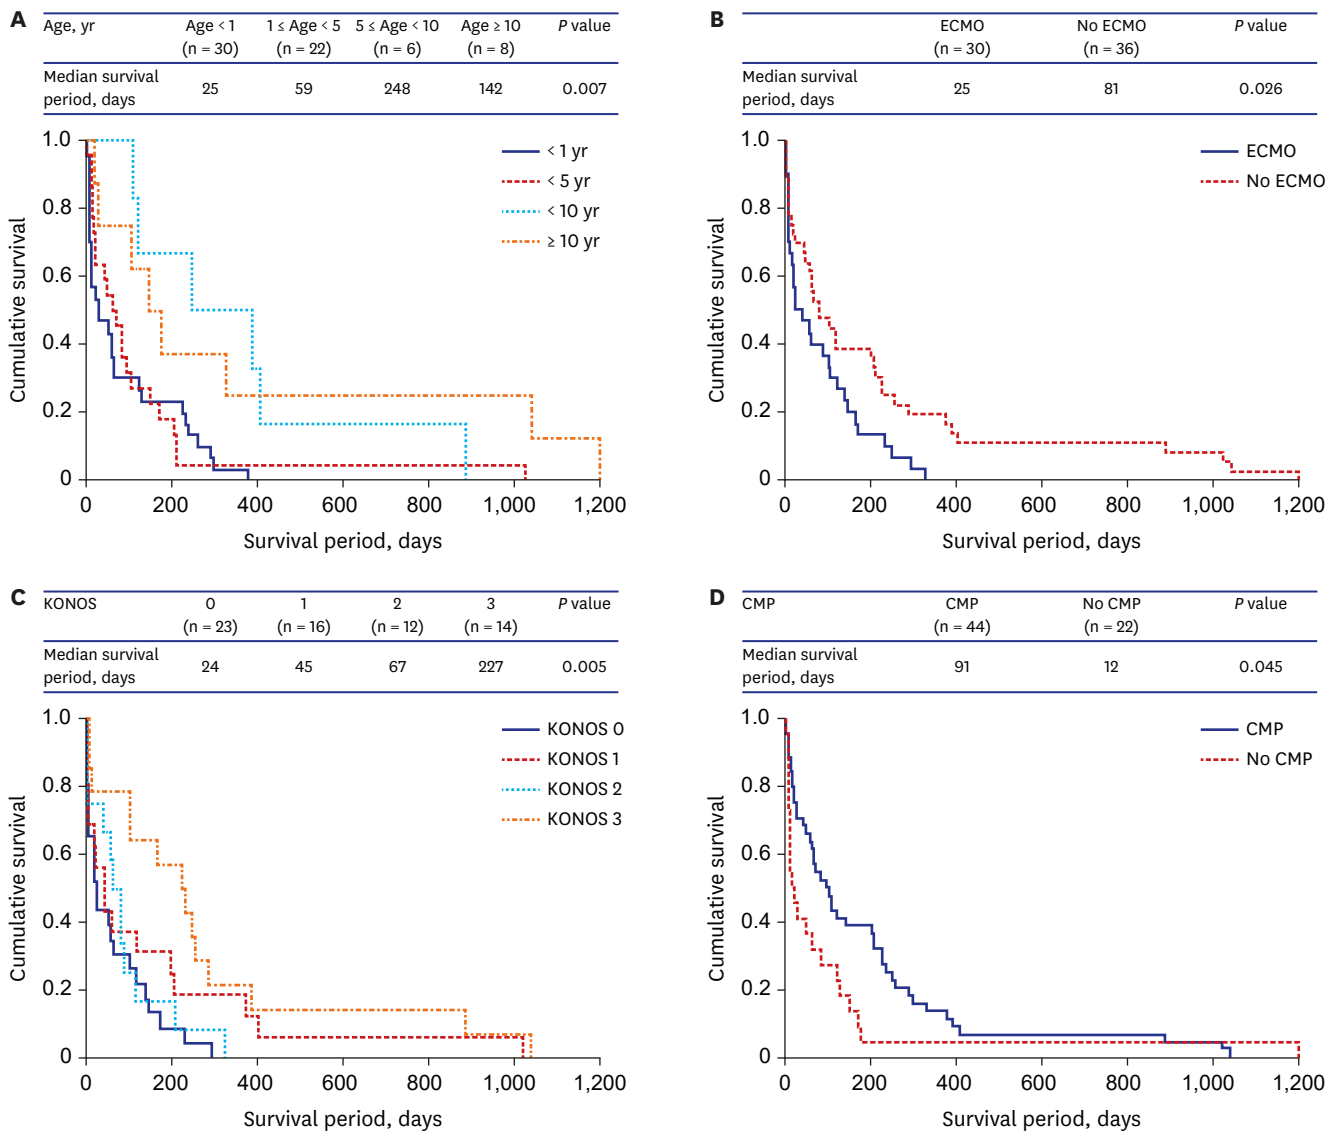 A
Age, yr Age < 1 1 ≤ Age < 5 5 ≤ Age < 10 Age ≥ 10 P value
(n = 30) (n = 22) (n = 6) (n = 8)
Median survival
period, days 25 59 248 142 0.007
1.0
0.8
0.6
0.4
0.2
0
Cumulative survival
< 1 yr
< 5 yr
< 10 yr
≥ 10 yr
0 200 400 600 800 1,000 1,200
Survival period, days
B
ECMO No ECMO P value
(n = 30) (n = 36)
Median survival
period, days 25 81 0.026
1.0
0.8
0.6
0.4
0.2
0
Cumulative survival
ECMO
No ECMO
0 200 400 600 800 1,000 1,200
Survival period, days
C
KONOS 0 1 2 3 P value
(n = 23) (n = 16) (n = 12) (n = 14)
Median survival
period, days 24 45 67 227 0.005
1.0
0.8
0.6
0.4
0.2
0
Cumulative survival
KONOS 0
KONOS 1
KONOS 2
KONOS 3
0 200 400 600 800 1,000 1,200
Survival period, days
D
CMP CMP No CMP P value
(n = 44) (n = 22)
Median survival
period, days 91 12 0.045
1.0
0.8
0.6
0.4
0.2
0
Cumulative survival
CMP
No CMP
0 200 400 600 800 1,000 1,200
Survival period, days